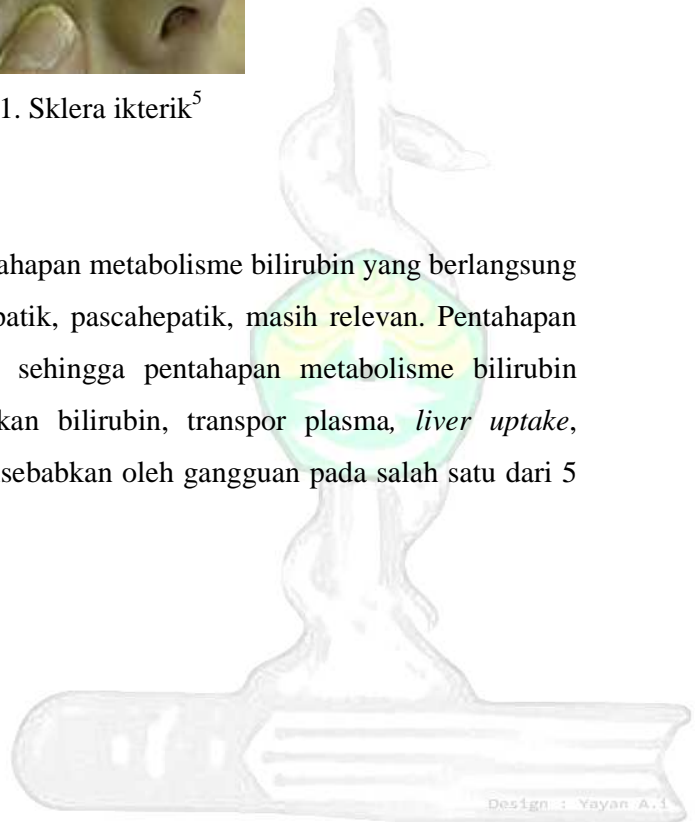 1. Sklera ikterik5
ahapan metabolisme bilirubin yang berlangsung
patik, pascahepatik, masih relevan. Pentahapan
sehingga pentahapan metabolisme bilirubin
kan bilirubin, transpor plasma, liver uptake,
sebabkan oleh gangguan pada salah satu dari 5
Design : Yayan A.i